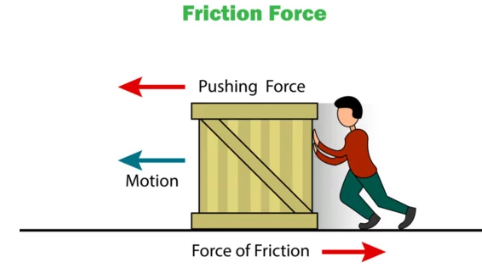 Friction Force
Pushing Force
Motion
Force of Friction